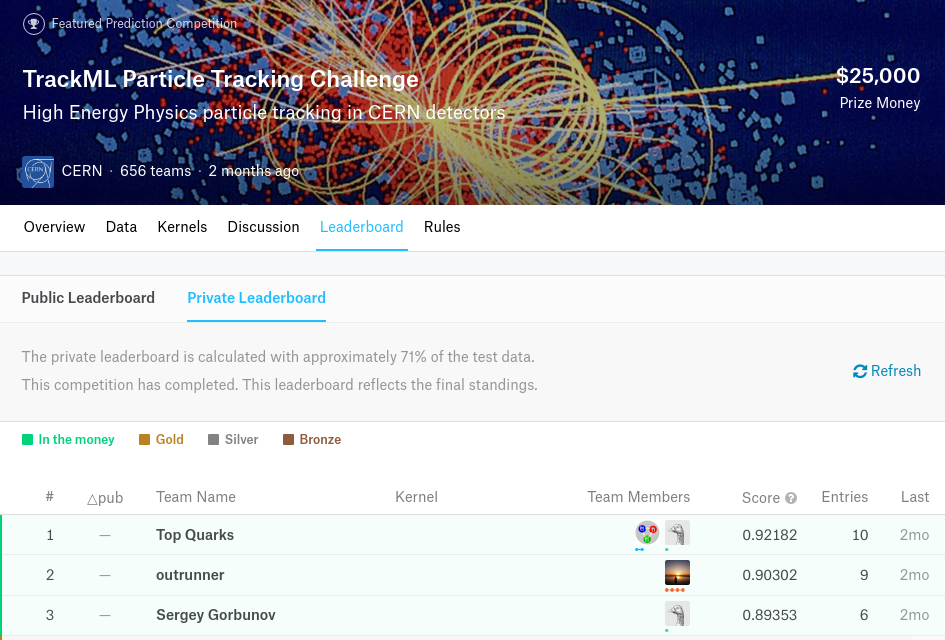 Featured Prediction Competition
TrackML Particle Tracking Challenge
$25,000
High Energy Physics particle tracking in CERN detectors
Prize Money
CERN · 656 teams · 2 months ago
Overview Data Kernels Discussion Leaderboard Rules
Public Leaderboard Private Leaderboard
The private leaderboard is calculated with approximately 71% of the test data.
This competition has completed. This leaderboard reflects the final standings.
Refresh
In the money Gold Silver Bronze
# △pub Team Name Kernel Team Members Score ? Entries Last
1 — Top Quarks 0.92182 10 2mo
2 — outrunner 0.90302 9 2mo
3 — Sergey Gorbunov 0.89353 6 2mo